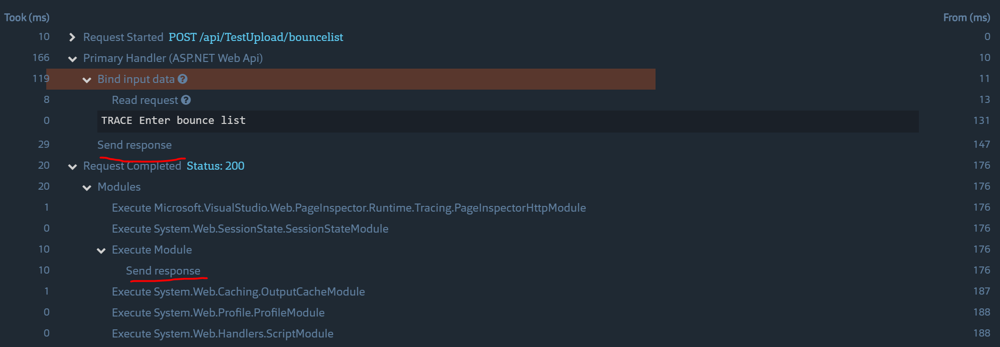 Took (ms) From (ms)
10 Request Started POST /api/TestUpload/bouncelist 0
166 Primary Handler (ASP.NET Web Api) 10
119 Bind input data ? 11
8 Read request ? 13
0 TRACE Enter bounce list 131
29 Send response 147
20 Request Completed Status: 200 176
20 Modules 176
1 Execute Microsoft.VisualStudio.Web.PageInspector.Runtime.Tracing.PageInspectorHttpModule 176
0 Execute System.Web.SessionState.SessionStateModule 176
10 Execute Module 176
10 Send response 176
1 Execute System.Web.Caching.OutputCacheModule 187
0 Execute System.Web.Profile.ProfileModule 188
0 Execute System.Web.Handlers.ScriptModule 188